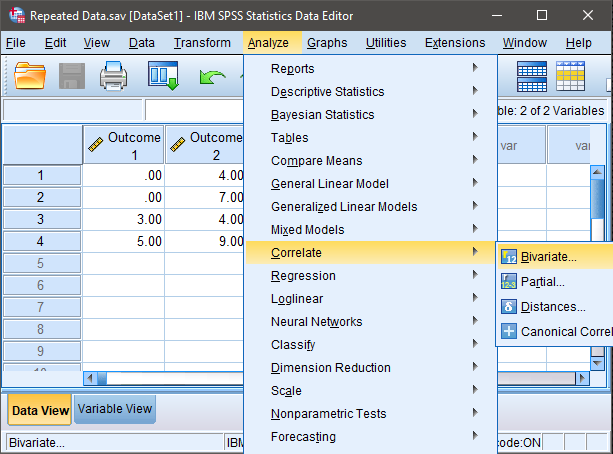 Repeated Data.sav [DataSet1] - IBM SPSS Statistics Data Editor
File Edit View Data Transform Analyze Graphs Utilities Extensions Window Help
ble: 2 of 2 Variables
Outcome 1
Outcome 2
var
va
1 .00 4.00
2 .00 7.00
3 3.00 4.00
4 5.00 9.00
5
6
7
8
9
Reports
Descriptive Statistics
Bayesian Statistics
Tables
Compare Means
General Linear Model
Generalized Linear Models
Mixed Models
Correlate
Regression
Loglinear
Neural Networks
Classify
Dimension Reduction
Scale
Nonparametric Tests
Forecasting
12 Bivariate...
12-3 Partial...
δ Distances...
Canonical Correl
Data View Variable View
Bivariate...
IBM
code:ON